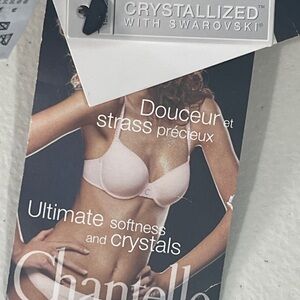 CRYSTALLIZED™
WITH SWAROVSKI®
Douceur et
strass précieux
Ultimate softness
and crystals
Chantelle